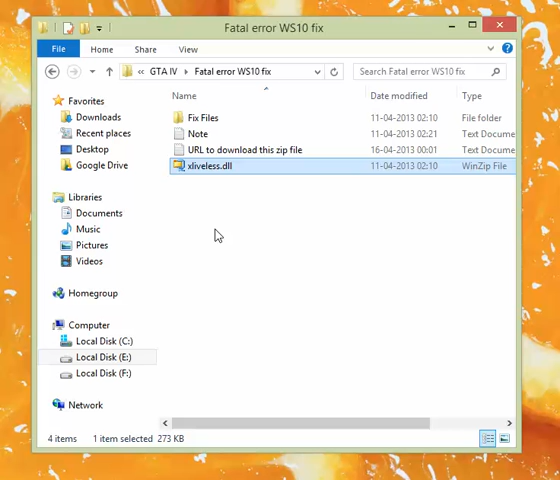 Fatal error WS10 fix
File Home Share View
« GTA IV Fatal error WS10 fix Search Fatal error WS10 fix
Name Date modified Type
Favorites
Downloads
Recent places
Desktop
Google Drive
Libraries
Documents
Music
Pictures
Videos
Homegroup
Computer
Local Disk (C:)
Local Disk (E:)
Local Disk (F:)
Network
Fix Files 11-04-2013 02:10 File folder
Note 11-04-2013 02:21 Text Docume
URL to download this zip file 16-04-2013 00:01 Text Docume
xliveless.dll 11-04-2013 02:10 WinZip File
4 items 1 item selected 273 KB